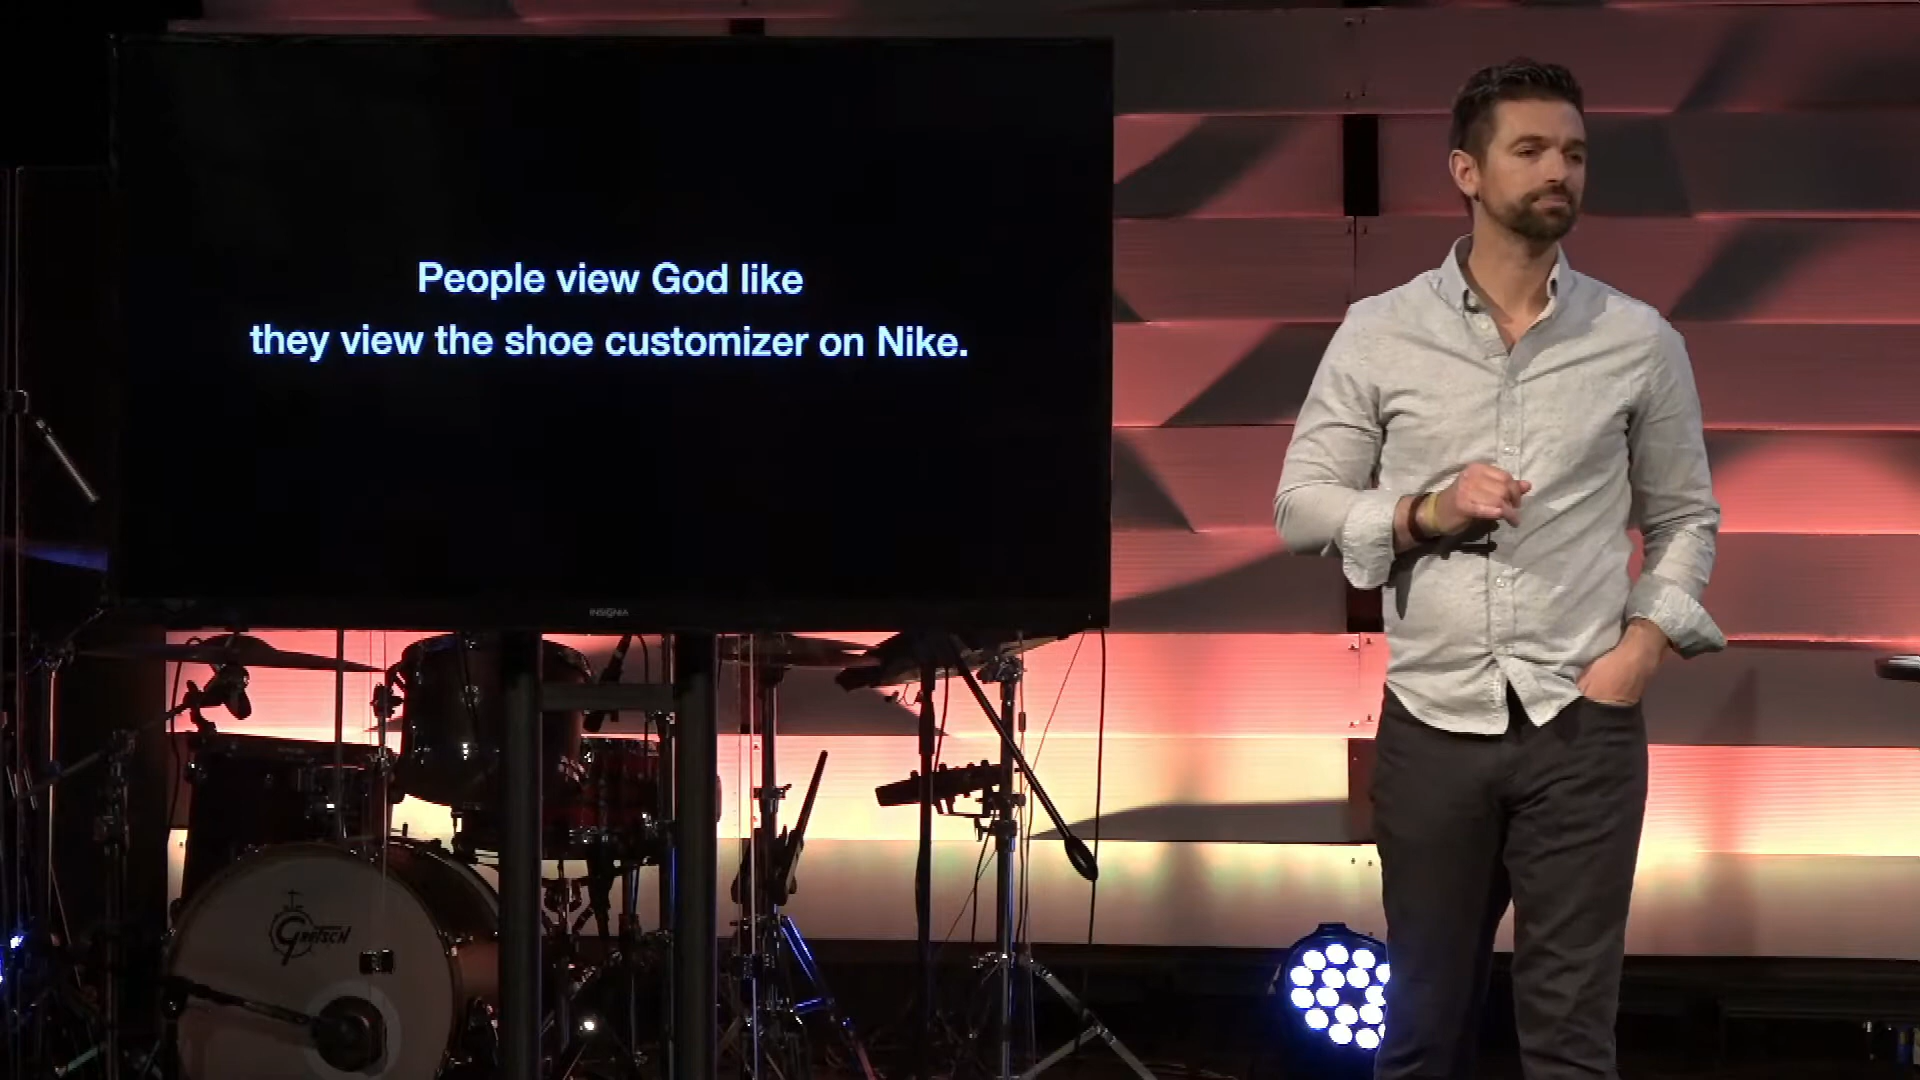 People view God like
they view the shoe customizer on Nike.
INSIGNIA
GRETSCH